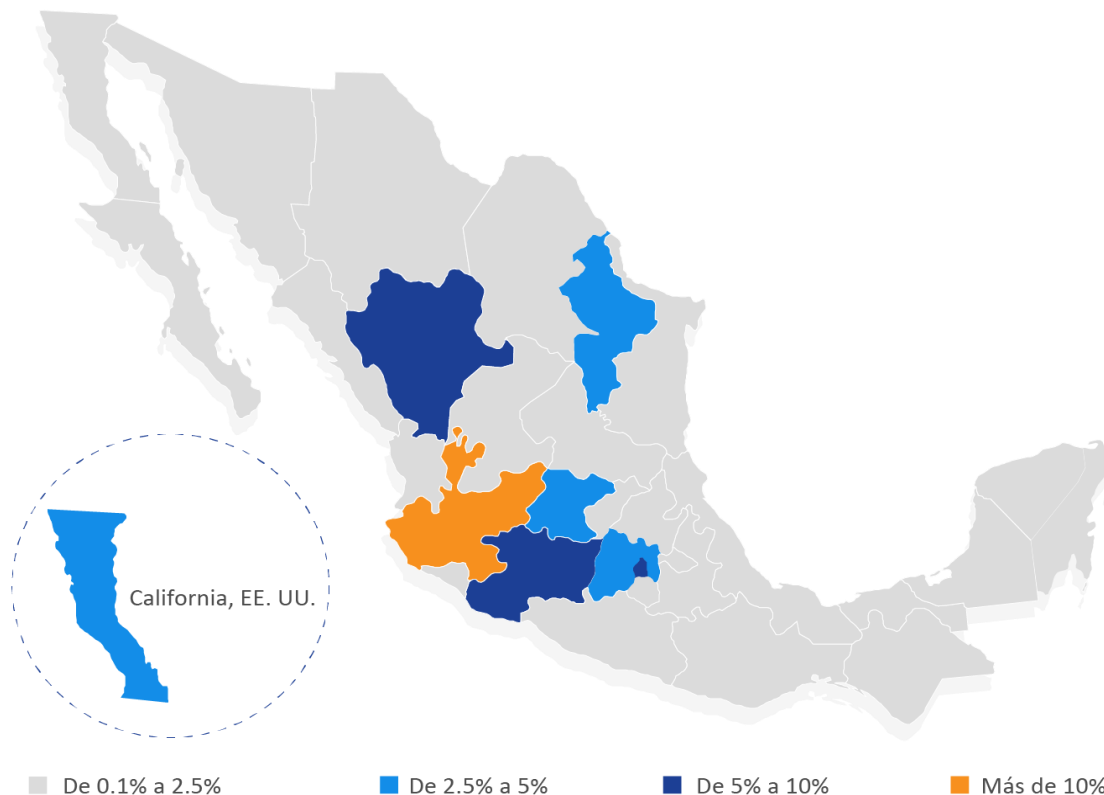 California, EE. UU.
De 0.1% a 2.5%
De 2.5% a 5%
De 5% a 10%
Más de 10%